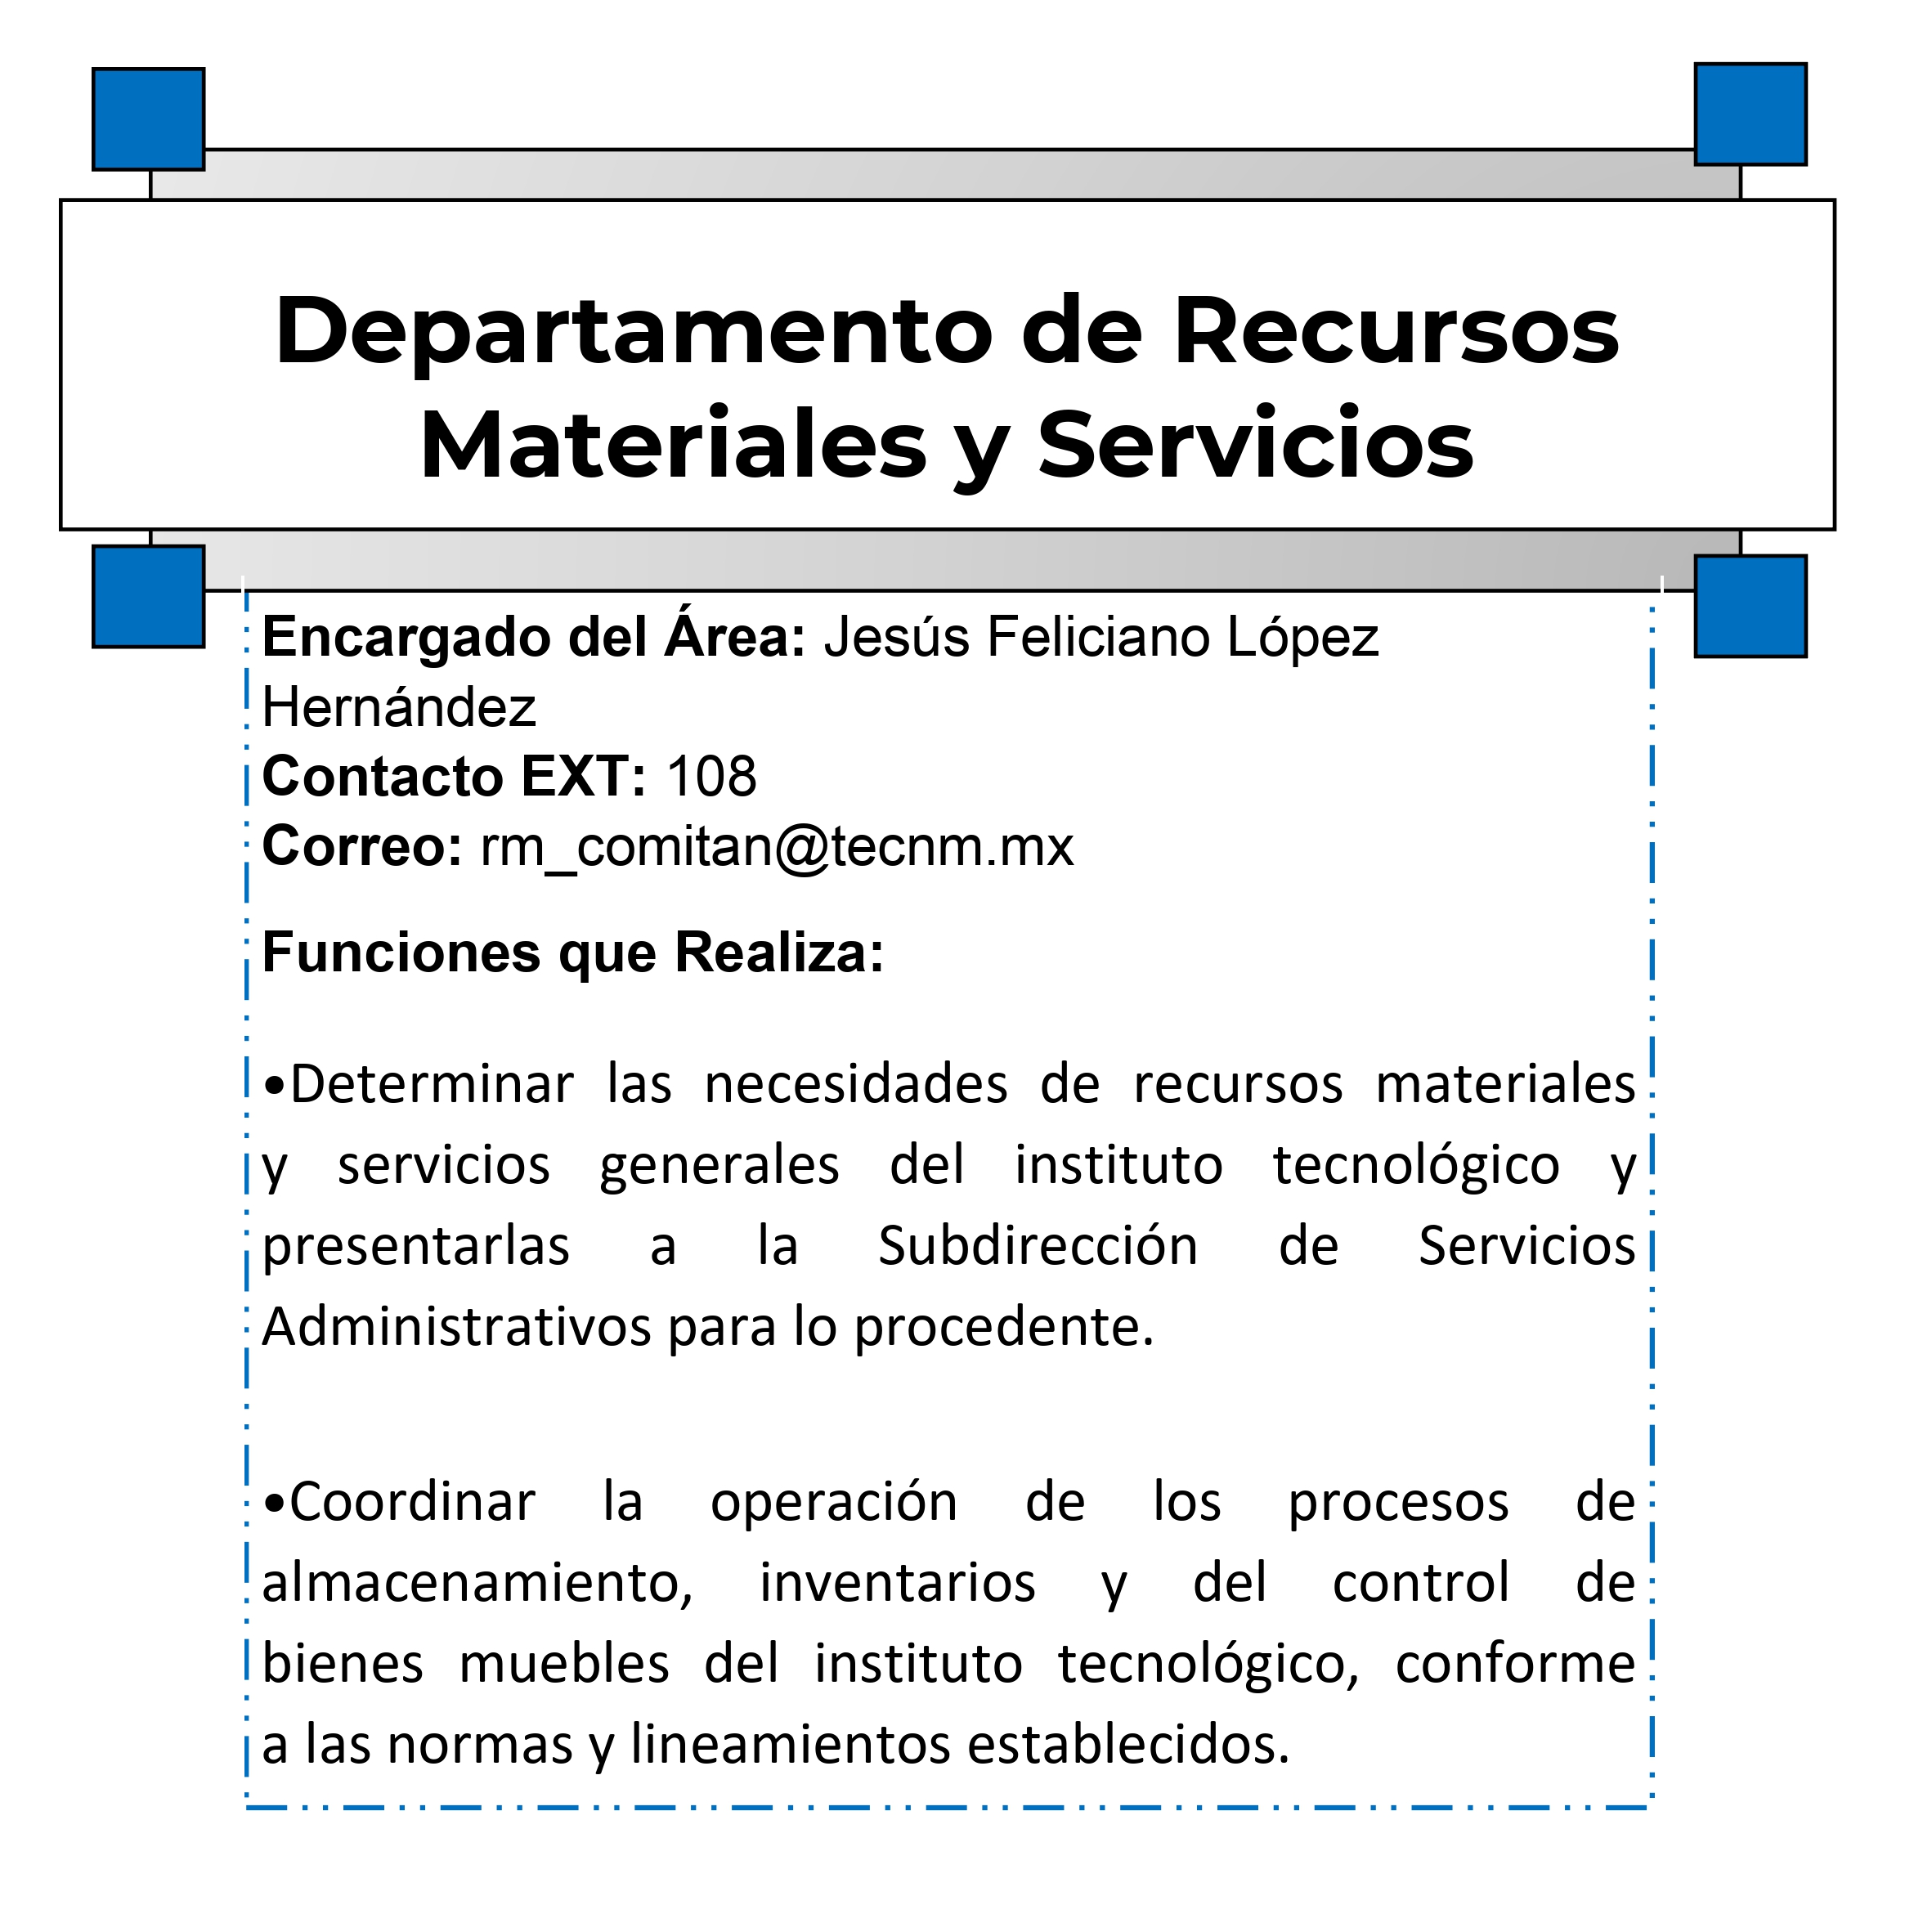 Departamento de Recursos
Materiales y Servicios
Encargado del Área: Jesús Feliciano López
Hernández
Contacto EXT: 108
Correo: rm_comitan@tecnm.mx
Funciones que Realiza:
•Determinar las necesidades de recursos materiales
y servicios generales del instituto tecnológico y
presentarlas a la Subdirección de Servicios
Administrativos para lo procedente.
•Coordinar la operación de los procesos de
almacenamiento, inventarios y del control de
bienes muebles del instituto tecnológico, conforme
a las normas y lineamientos establecidos.